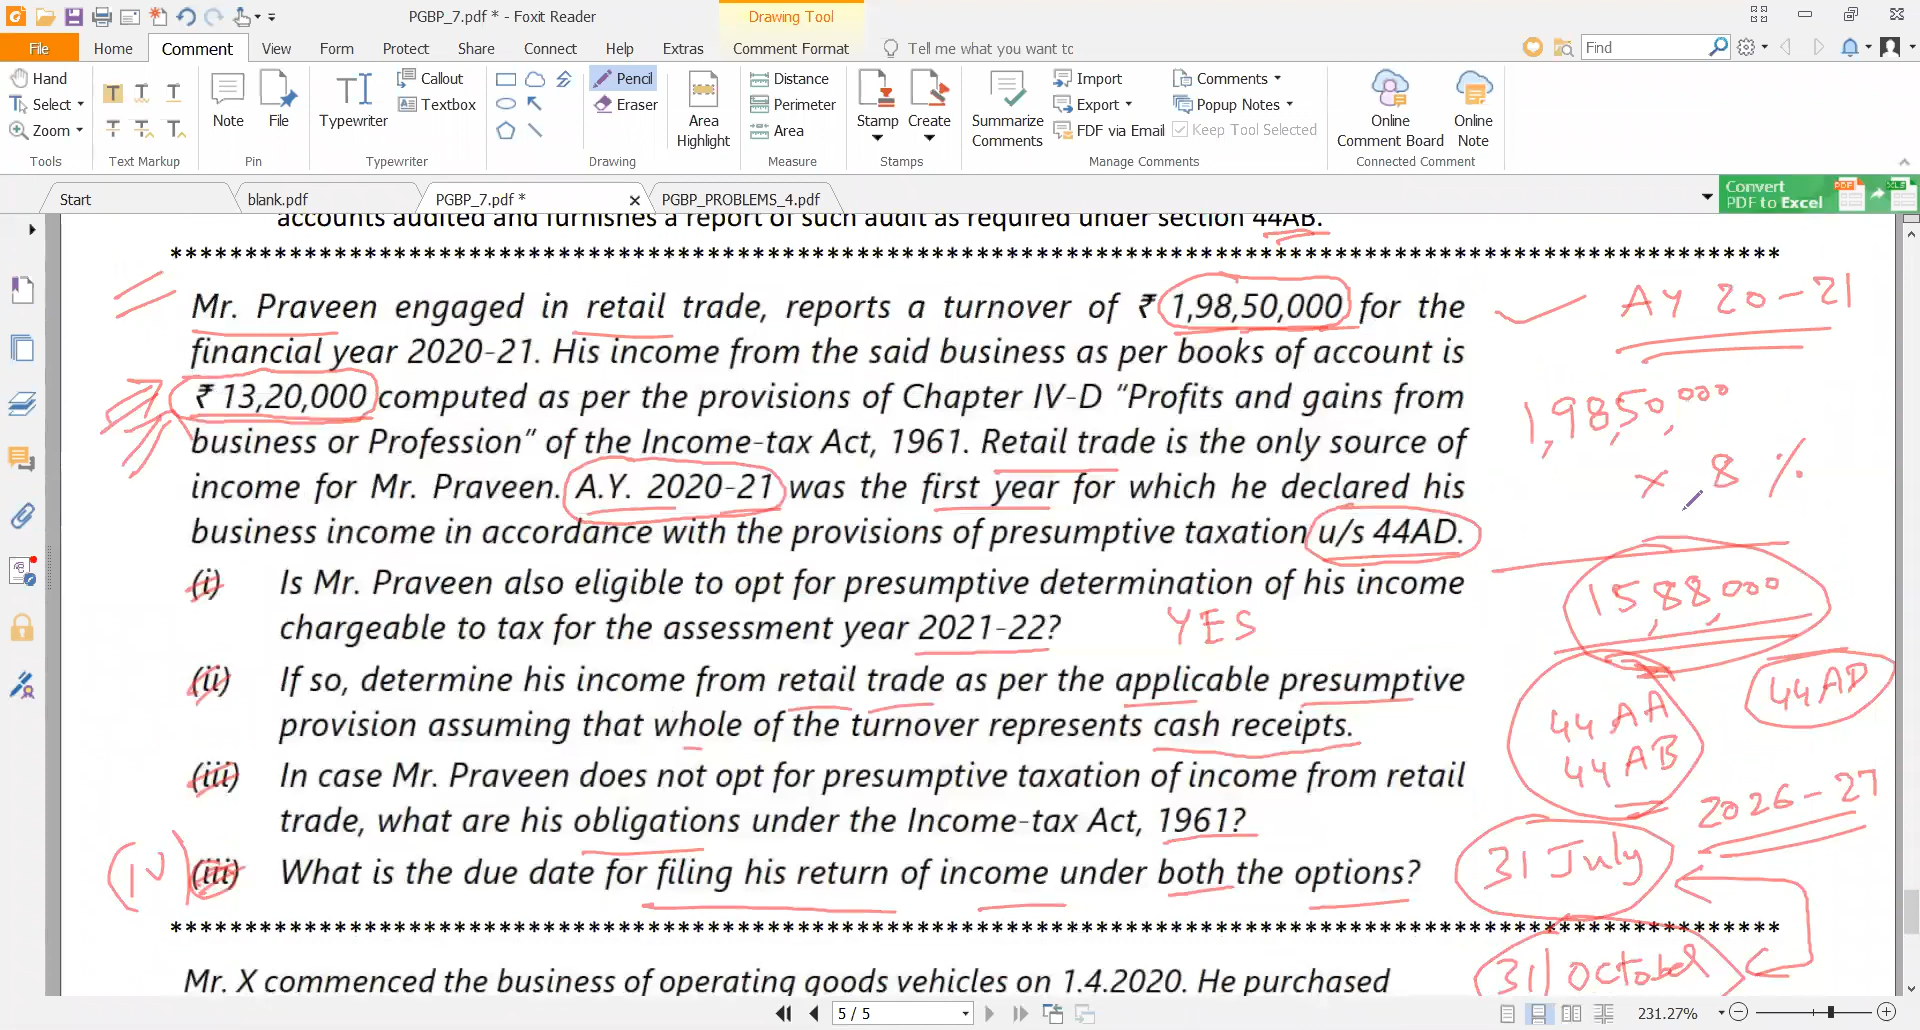 PGBP_7.pdf * - Foxit Reader
Drawing Tool
File Home Comment View Form Protect Share Connect Help Extras Comment Format Tell me what you want to Find
Hand
Select
Zoom
Tools
Text Markup
Note
File
Pin
Typewriter
Callout
Textbox
Typewriter
Pencil
Eraser
Drawing
Area Highlight
Distance
Perimeter
Area
Measure
Stamp
Create
Stamps
Summarize Comments
Import
Export
FDF via Email
Comments
Popup Notes
Keep Tool Selected
Manage Comments
Online Comment Board
Online Note
Connected Comment
Start blank.pdf PGBP_7.pdf * PGBP_PROBLEMS_4.pdf
Convert
PDF to Excel
accounts audited and furnishes a report of such audit as required under section 44AB.
Mr. Praveen engaged in retail trade, reports a turnover of ₹ 1,98,50,000 for the
financial year 2020-21. His income from the said business as per books of account is
₹ 13,20,000 computed as per the provisions of Chapter IV-D "Profits and gains from
business or Profession" of the Income-tax Act, 1961. Retail trade is the only source of
income for Mr. Praveen. A.Y. 2020-21 was the first year for which he declared his
business income in accordance with the provisions of presumptive taxation u/s 44AD.
(i) Is Mr. Praveen also eligible to opt for presumptive determination of his income
chargeable to tax for the assessment year 2021-22? YES
(ii) If so, determine his income from retail trade as per the applicable presumptive
provision assuming that whole of the turnover represents cash receipts.
(iii) In case Mr. Praveen does not opt for presumptive taxation of income from retail
trade, what are his obligations under the Income-tax Act, 1961?
(iv) (iii) What is the due date for filing his return of income under both the options?
AY 20-21
1,98,50,000
x 8 %
15,88,000
44AD
44AA
44AB
2026-27
31 July
31 October
Mr. X commenced the business of operating goods vehicles on 1.4.2020. He purchased
5 / 5
231.27%